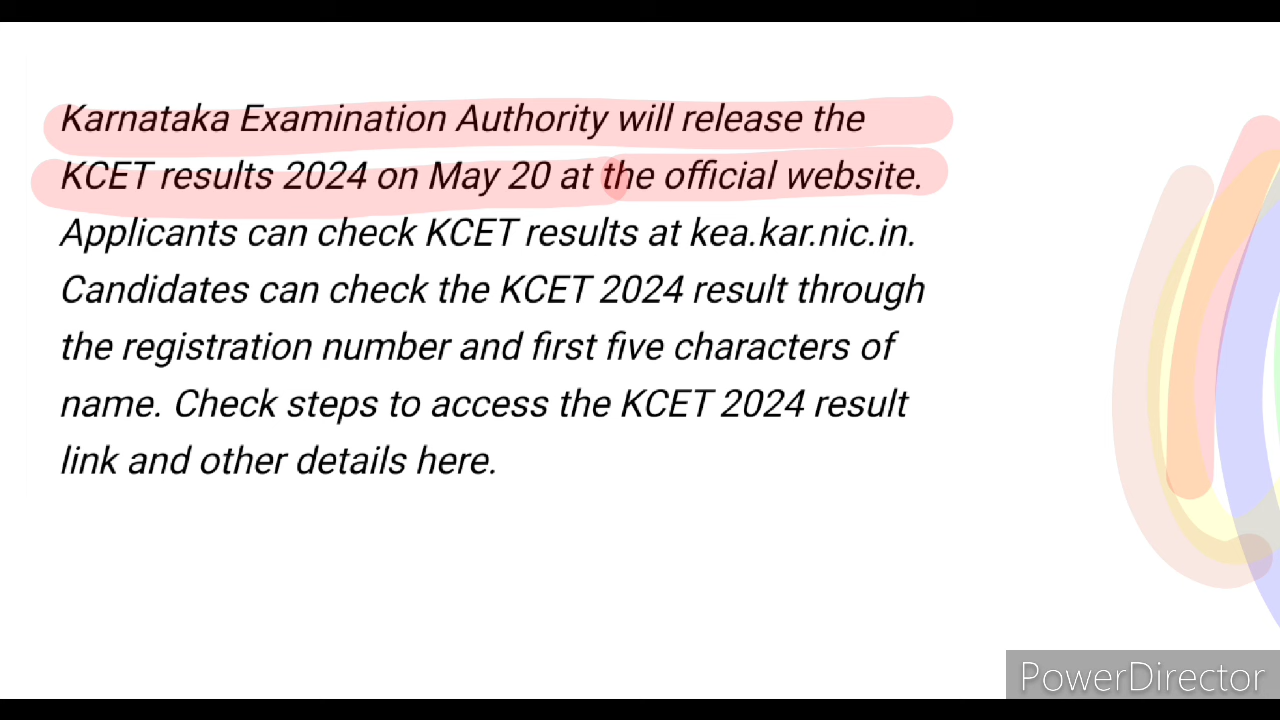 Karnataka Examination Authority will release the
KCET results 2024 on May 20 at the official website.
Applicants can check KCET results at kea.kar.nic.in.
Candidates can check the KCET 2024 result through
the registration number and first five characters of
name. Check steps to access the KCET 2024 result
link and other details here.
PowerDirector